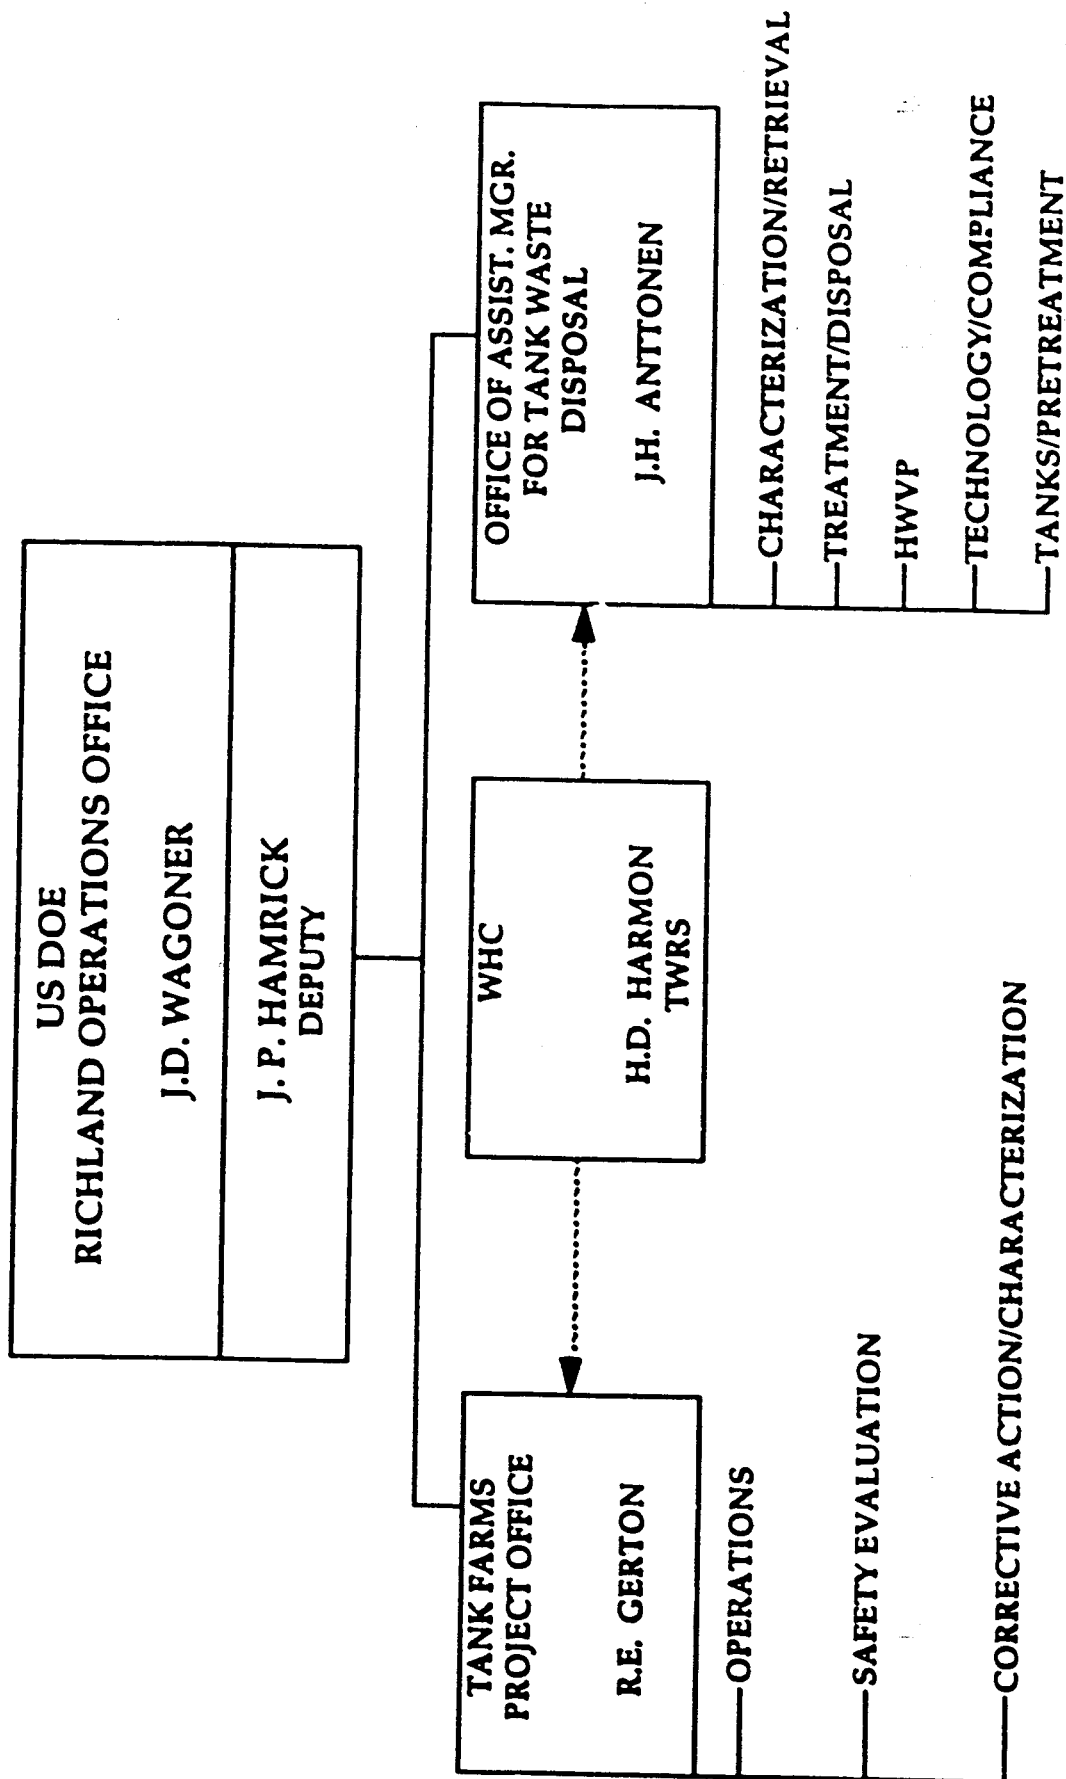 US DOE
RICHLAND OPERATIONS OFFICE
J.D. WAGONER
J. P. HAMRICK
DEPUTY
TANK FARMS
PROJECT OFFICE
R.E. GERTON
OPERATIONS
SAFETY EVALUATION
CORRECTIVE ACTION/CHARACTERIZATION
WHC
H.D. HARMON
TWRS
OFFICE OF ASSIST. MGR.
FOR TANK WASTE
DISPOSAL
J.H. ANTTONEN
CHARACTERIZATION/RETRIEVAL
TREATMENT/DISPOSAL
HWVP
TECHNOLOGY/COMPLIANCE
TANKS/PRETREATMENT